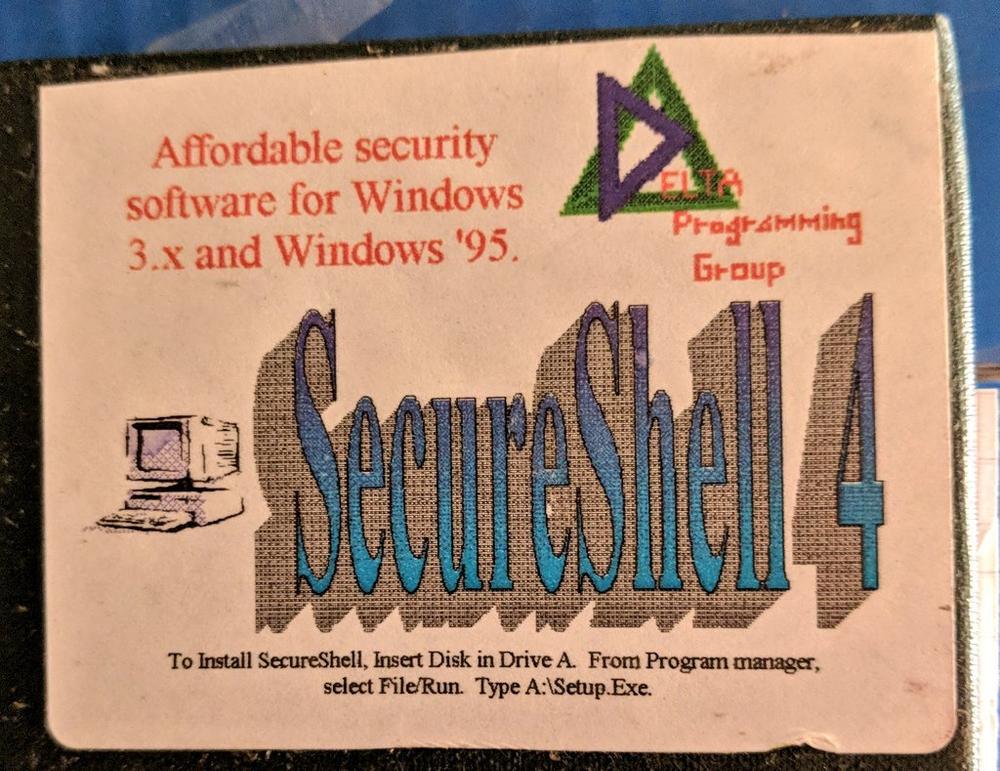 Affordable security
software for Windows
3.x and Windows '95.
DELTA
Programming
Group
SecureShell 4
To Install SecureShell, Insert Disk in Drive A.  From Program manager,
select File/Run.  Type A:\Setup.Exe.